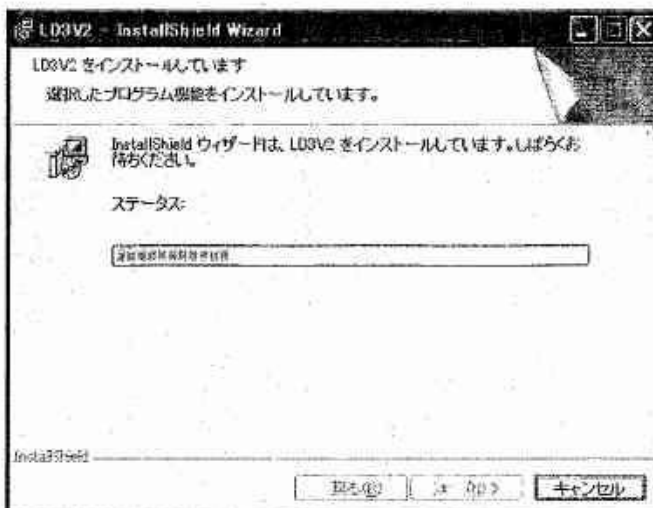 LD3V2 - InstallShield Wizard
LD3V2 をインストールしています
選択したプログラム機能をインストールしています。
InstallShield ウィザードは、LD3V2 をインストールしています。しばらくお
待ちください。
ステータス:
InstallShield
戻る(B)
キャンセル